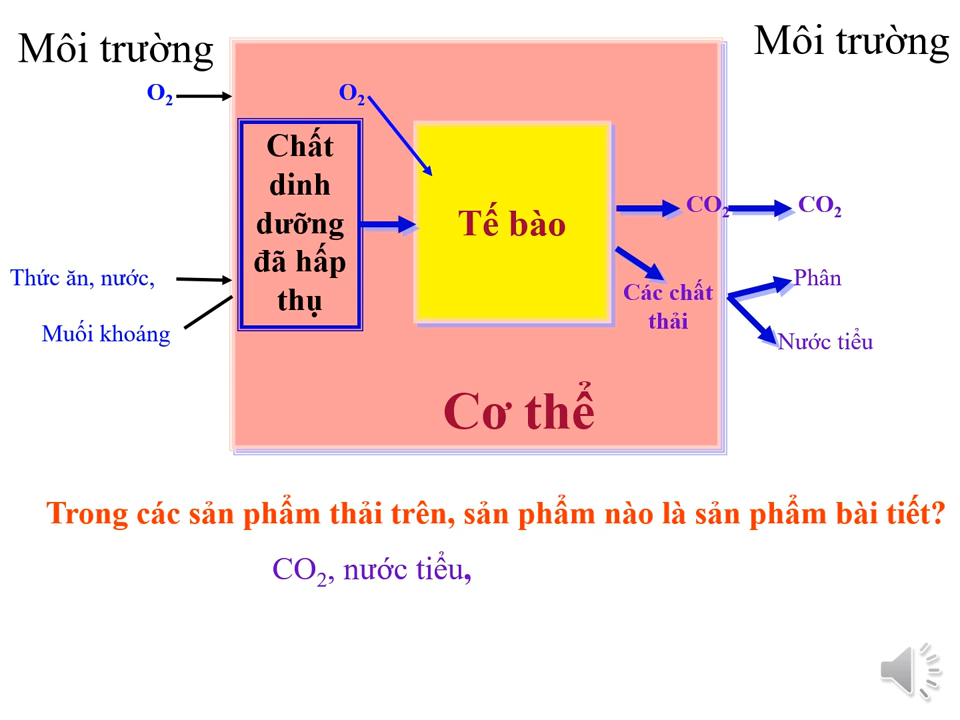 Môi trường
Môi trường
O2
O2
Chất
dinh
dưỡng
đã hấp
thụ
Tế bào
CO2
CO2
Thức ăn, nước,
Muối khoáng
Các chất
thải
Phân
Nước tiểu
Cơ thể
Trong các sản phẩm thải trên, sản phẩm nào là sản phẩm bài tiết?
CO2, nước tiểu,